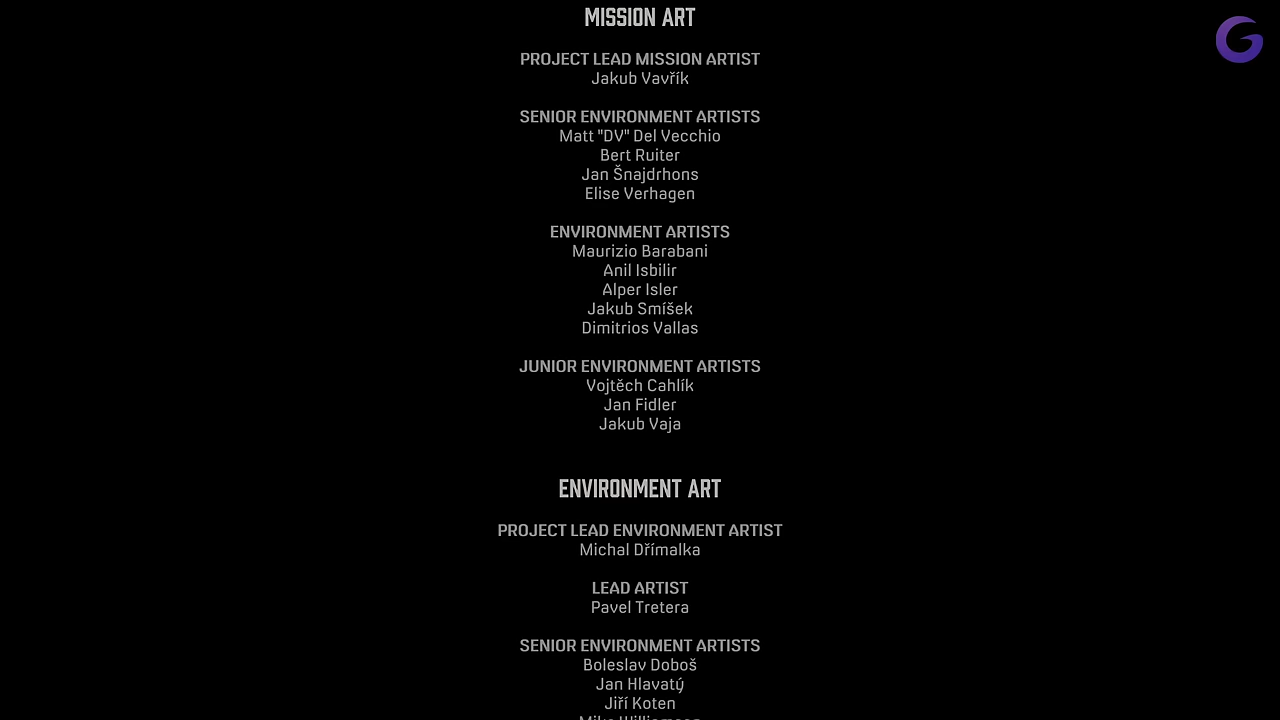 MISSION ART
PROJECT LEAD MISSION ARTIST
Jakub Vavřík
SENIOR ENVIRONMENT ARTISTS
Matt "DV" Del Vecchio
Bert Ruiter
Jan Šnajdrhons
Elise Verhagen
ENVIRONMENT ARTISTS
Maurizio Barabani
Anil Isbilir
Alper Isler
Jakub Smíšek
Dimitrios Vallas
JUNIOR ENVIRONMENT ARTISTS
Vojtěch Cahlík
Jan Fidler
Jakub Vaja
ENVIRONMENT ART
PROJECT LEAD ENVIRONMENT ARTIST
Michal Dřímalka
LEAD ARTIST
Pavel Tretera
SENIOR ENVIRONMENT ARTISTS
Boleslav Doboš
Jan Hlavatý
Jiří Koten